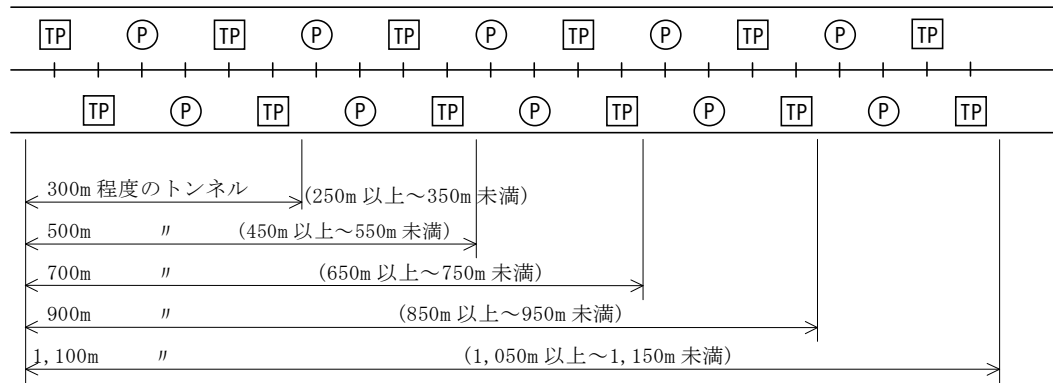 TP P TP P TP P TP P TP P TP
TP P TP P TP P TP P TP P TP
300m 程度のトンネル (250m 以上～350m 未満)
500m 〃 (450m 以上～550m 未満)
700m 〃 (650m 以上～750m 未満)
900m 〃 (850m 以上～950m 未満)
1,100m 〃 (1,050m 以上～1,150m 未満)